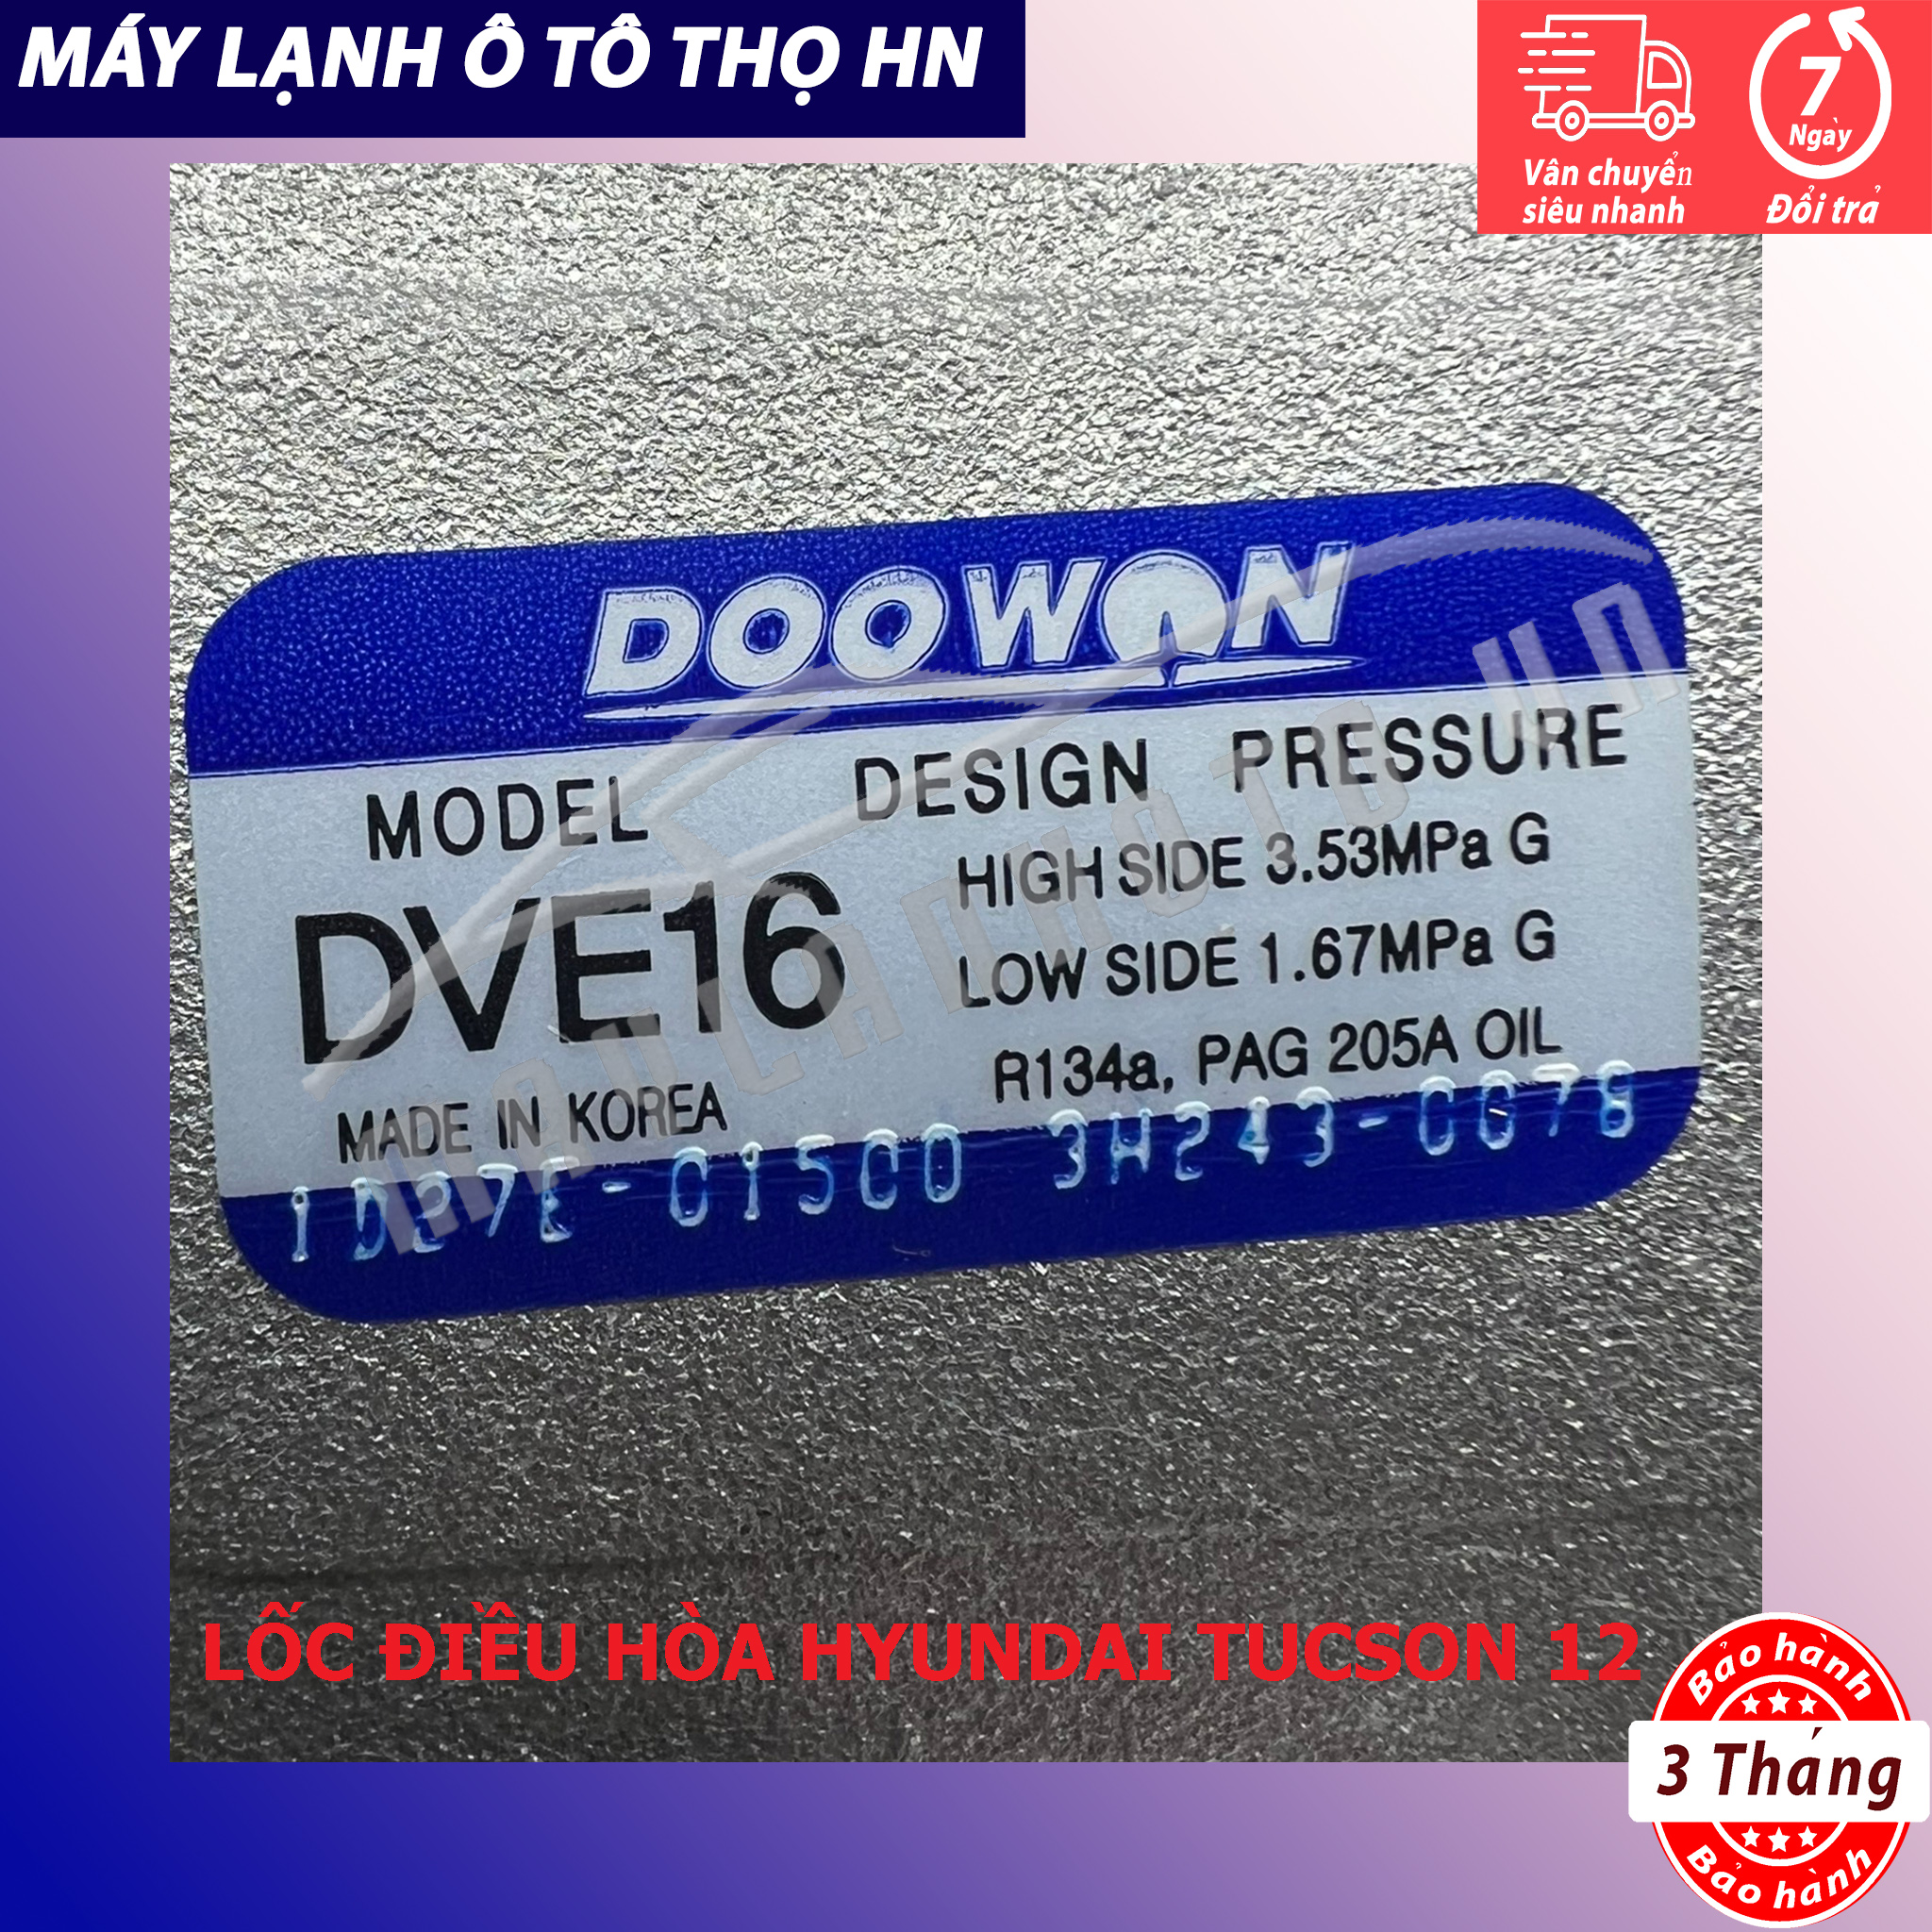 MÁY LẠNH Ô TÔ THỌ HN
7
Ngày
Vân chuyển
siêu nhanh
Đổi trả
DOOWON
MODEL
DESIGN PRESSURE
DVE16
HIGH SIDE 3.53MPa G
LOW SIDE 1.67MPa G
R134a, PAG 205A OIL
MADE IN KOREA
MAYLANHOTO HN
LỐC ĐIỀU HÒA HYUNDAI TUCSON 12
Bảo hành
3 Tháng
Bảo hành